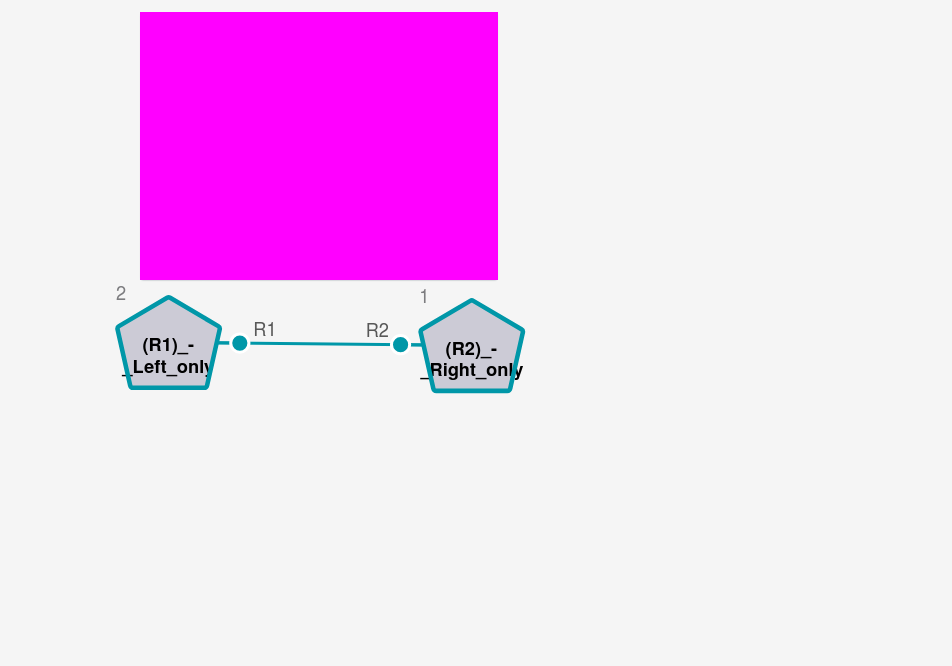 2
1
R1
R2
(R1)_-
_Left_only
(R2)_-
_Right_only